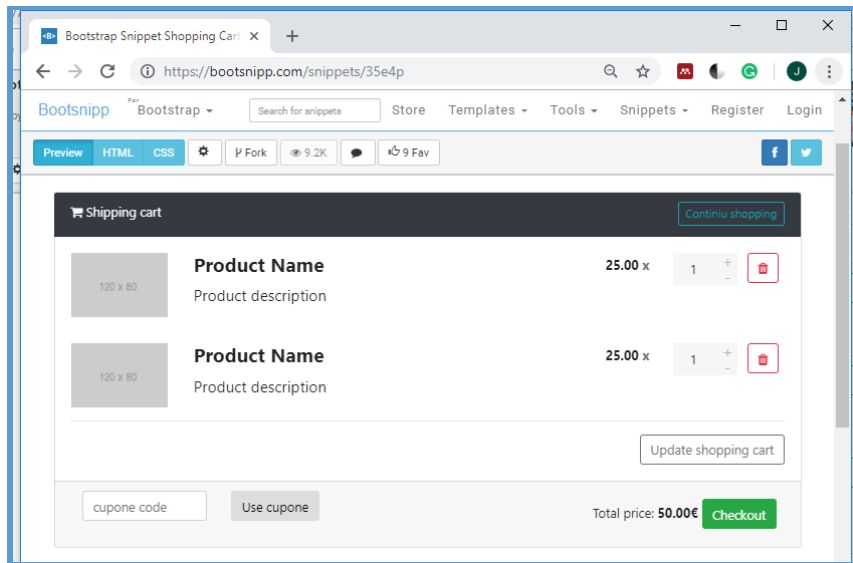 Bootstrap Snippet Shopping Cart
https://bootsnipp.com/snippets/35e4p
J
Bootsnipp For Bootstrap Search for snippets Store Templates Tools Snippets Register Login
Preview HTML CSS Fork 9.2K 9 Fav
Shipping cart Continiu shopping
Product Name 25.00 x 1 + -
120 x 80
Product description
Product Name 25.00 x 1 + -
120 x 80
Product description
Update shopping cart
cupone code Use cupone Total price: 50.00€ Checkout